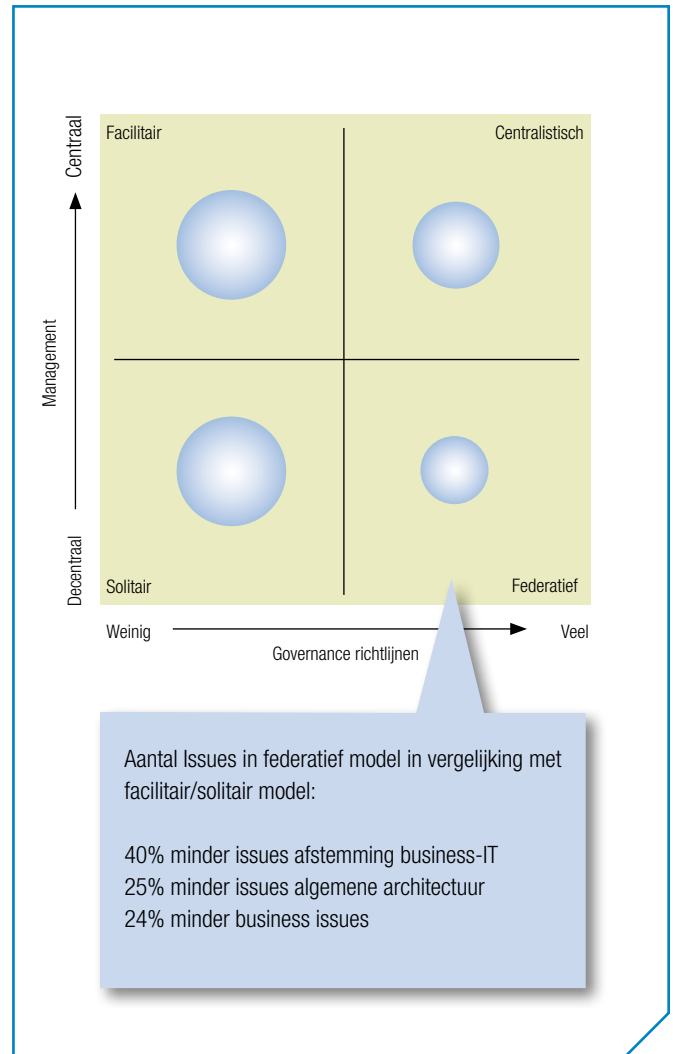 Facilitair
Centralistisch
Centraal
Management
Decentraal
Solitair
Federatief
Weinig
Veel
Governance richtlijnen
Aantal Issues in federatief model in vergelijking met
facilitair/solitair model:
40% minder issues afstemming business-IT
25% minder issues algemene architectuur
24% minder business issues